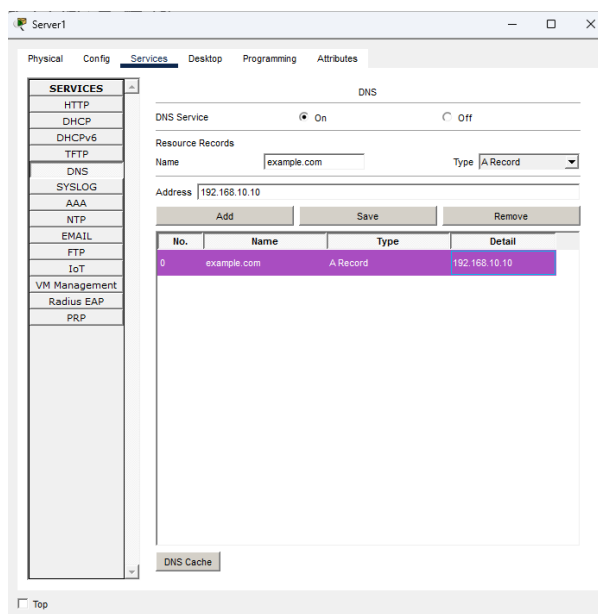 Server1
Physical Config Services Desktop Programming Attributes
SERVICES
HTTP
DHCP
DHCPv6
TFTP
DNS
SYSLOG
AAA
NTP
EMAIL
FTP
IoT
VM Management
Radius EAP
PRP
DNS
DNS Service On Off
Resource Records
Name example.com Type A Record
Address 192.168.10.10
Add Save Remove
No. Name Type Detail
0 example.com A Record 192.168.10.10
DNS Cache
Top